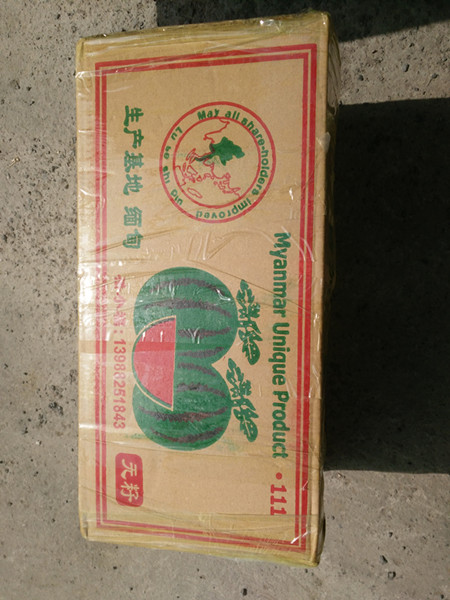 May all share-holders improved
Myanmar Unique Product •111
生产基地 缅甸
13988251843
无籽